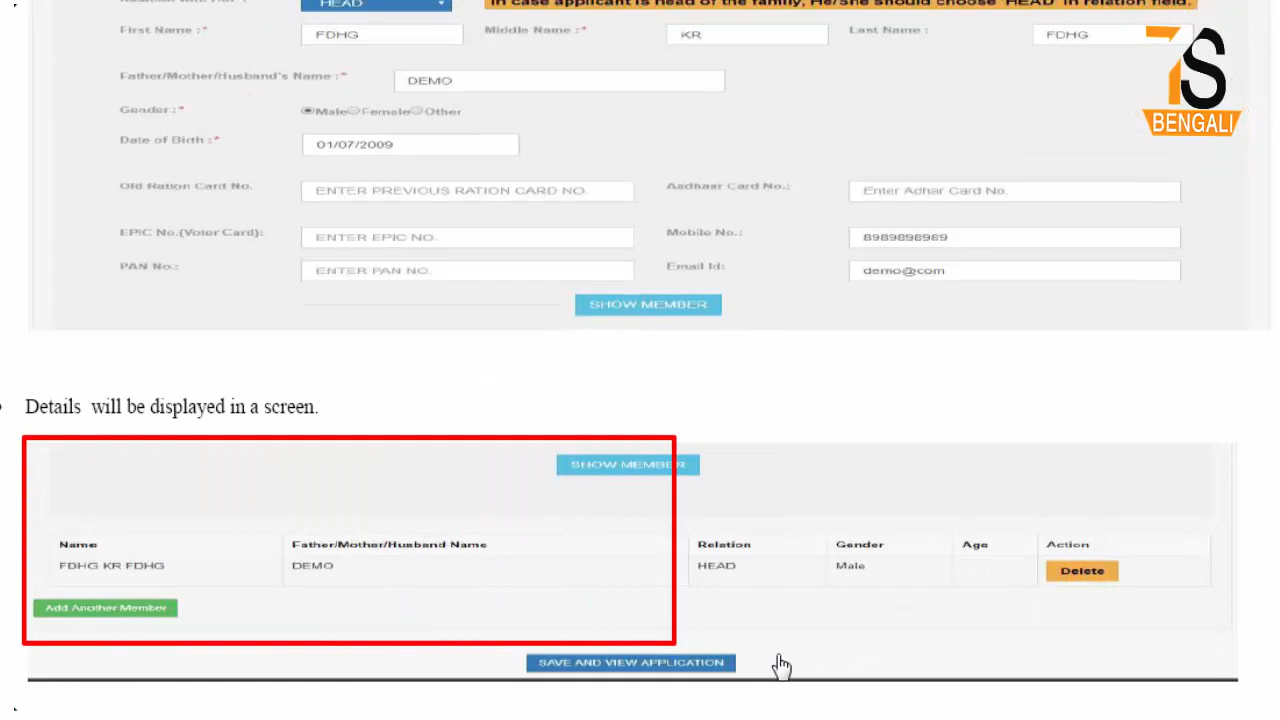 HEAD
In case applicant is head of the family, He/she should choose 'HEAD' in relation field.
First Name :* FDHG Middle Name :* KR Last Name : FDHG
7S
BENGALI
Father/Mother/Husband's Name :* DEMO
Gender :* Male Female Other
Date of Birth :* 01/07/2009
Old Ration Card No. ENTER PREVIOUS RATION CARD NO. Aadhaar Card No.: Enter Adhar Card No.
EPIC No.(Voter Card): ENTER EPIC NO. Mobile No.: 8989898989
PAN No.: ENTER PAN NO. Email Id: demo@com
SHOW MEMBER
Details will be displayed in a screen.
SHOW MEMBER
Name Father/Mother/Husband Name Relation Gender Age Action
FDHG KR FDHG DEMO HEAD Male Delete
Add Another Member
SAVE AND VIEW APPLICATION